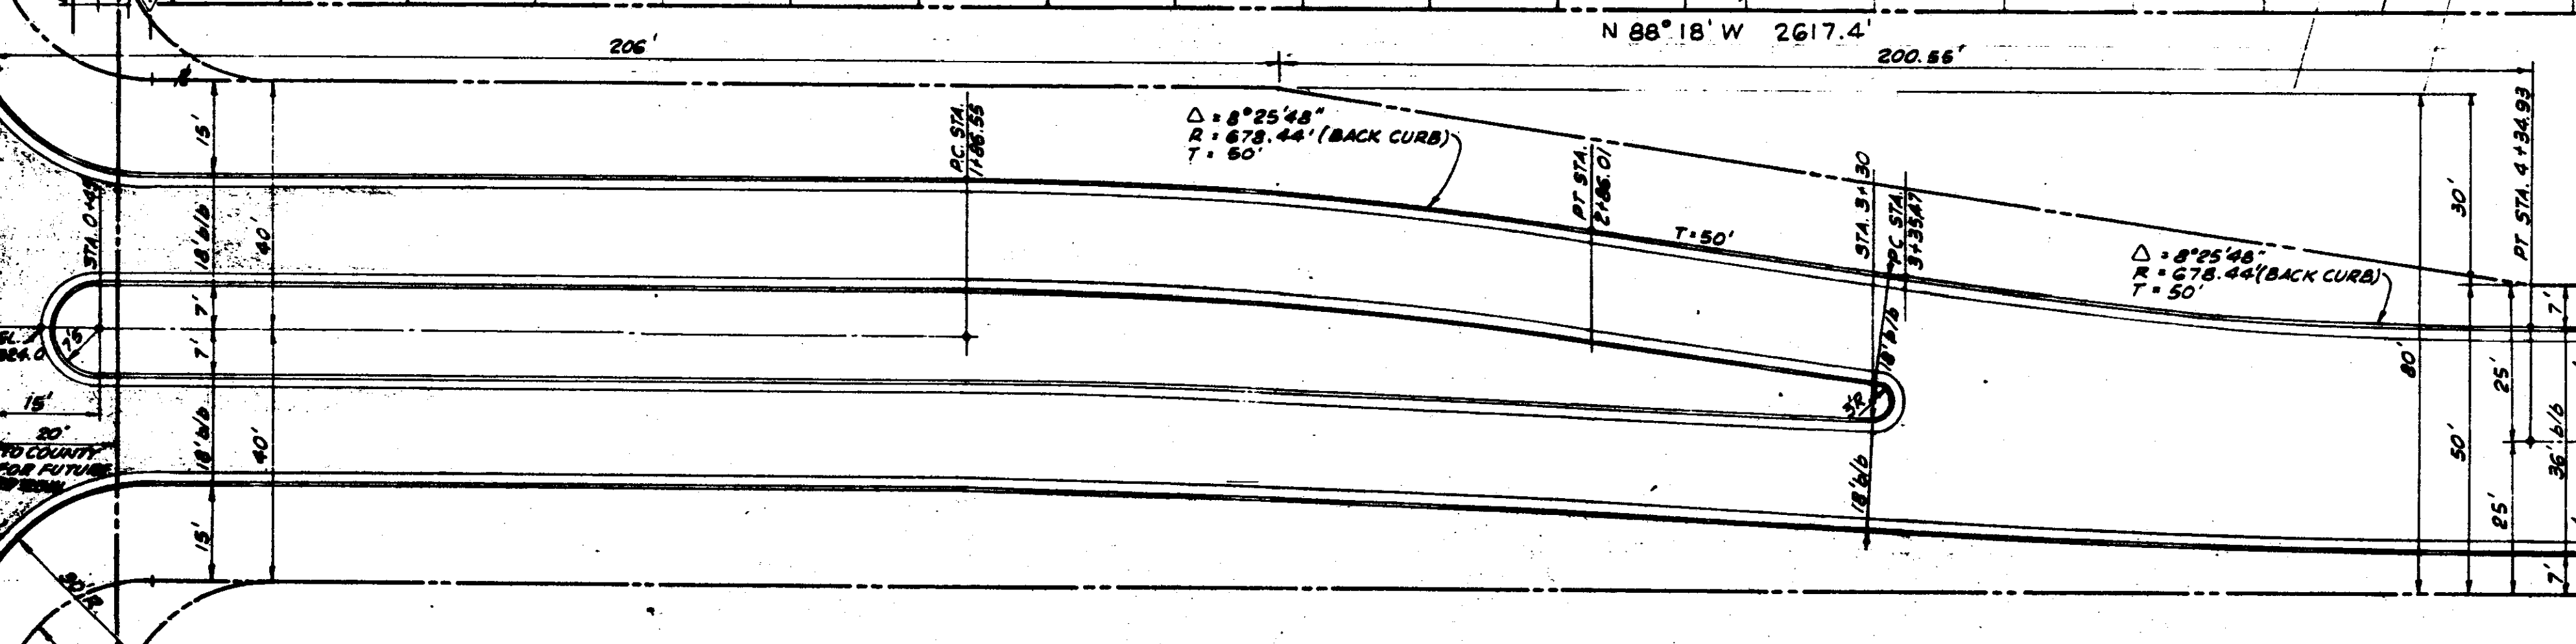 N 88° 18' W 2617.4'
206'
200.55'
Δ = 8°25'48"
R = 678.44' (BACK CURB)
T = 50'
P.C. STA.
1+86.55
PT STA.
2+86.01
T = 50'
STA. 3+30
PC STA.
3+35.47
Δ = 8°25'48"
R = 678.44' (BACK CURB)
T = 50'
PT STA. 4+34.93
15'
18' b/b
40'
7'
7'
18' b/b
40'
15'
STA. 0+45
15'
20'
TO COUNTY
FOR FUTURE
30' R.
18' b/b
3'R
18' b/b
80'
30'
50'
25'
25'
7'
36' b/b
7'